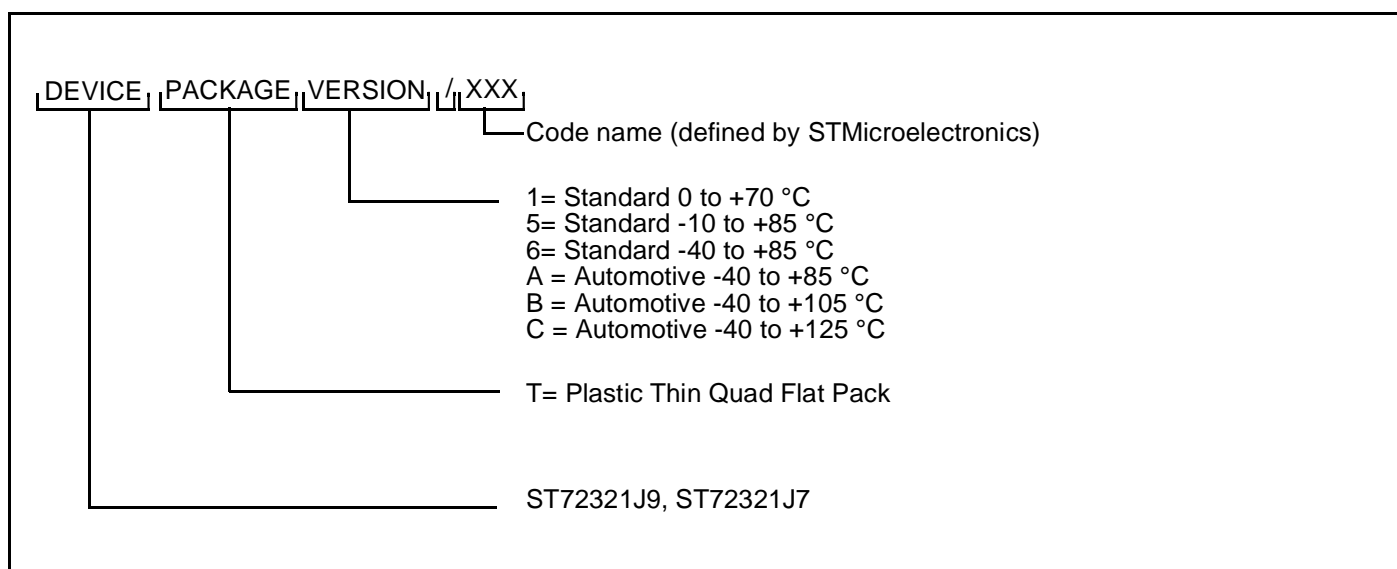 DEVICE PACKAGE VERSION / XXX
Code name (defined by STMicroelectronics)
1= Standard 0 to +70 °C
5= Standard -10 to +85 °C
6= Standard -40 to +85 °C
A = Automotive -40 to +85 °C
B = Automotive -40 to +105 °C
C = Automotive -40 to +125 °C
T= Plastic Thin Quad Flat Pack
ST72321J9, ST72321J7